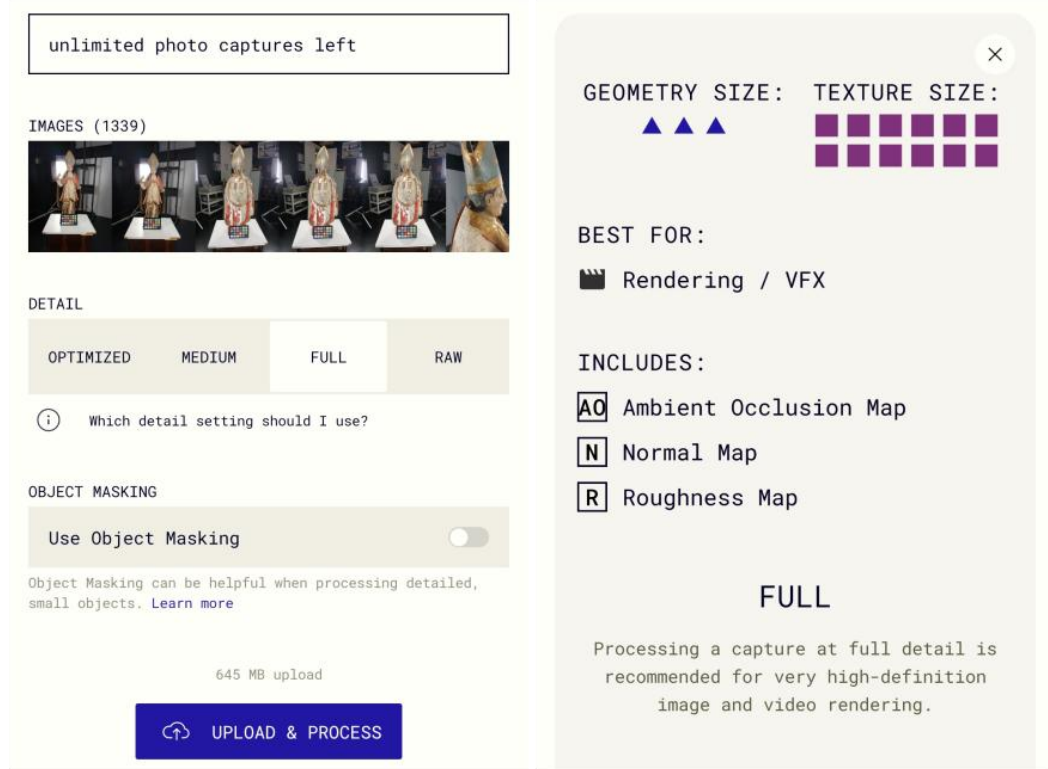 unlimited photo captures left
IMAGES (1339)
DETAIL
OPTIMIZED MEDIUM FULL RAW
Which detail setting should I use?
OBJECT MASKING
Use Object Masking
Object Masking can be helpful when processing detailed,
small objects. Learn more
645 MB upload
UPLOAD & PROCESS
GEOMETRY SIZE: TEXTURE SIZE:
BEST FOR:
Rendering / VFX
INCLUDES:
AO Ambient Occlusion Map
N Normal Map
R Roughness Map
FULL
Processing a capture at full detail is
recommended for very high-definition
image and video rendering.